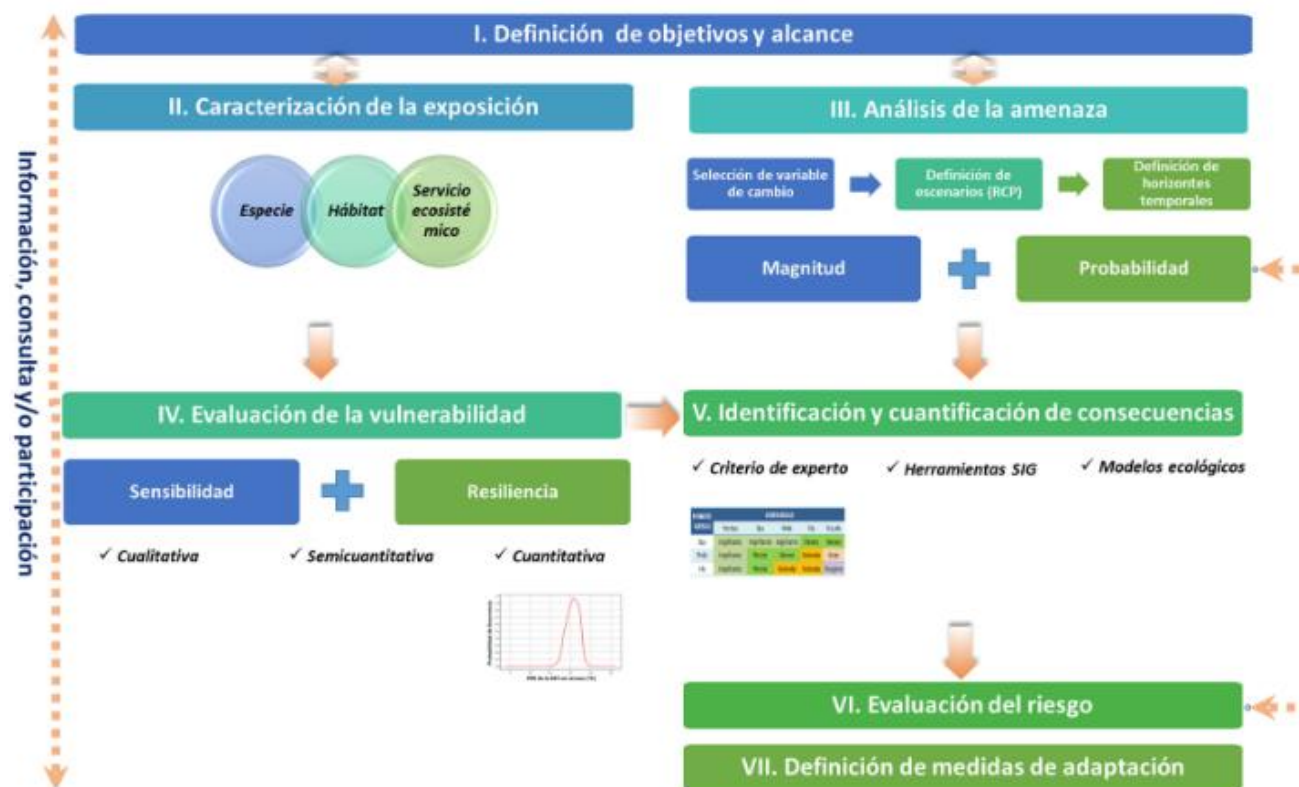 I. Definición de objetivos y alcance
II. Caracterización de la exposición
III. Análisis de la amenaza
Información, consulta y/o participación
Especie
Hábitat
Servicio
ecosisté
mico
Selección de variable
de cambio
Definición de
escenarios (RCP)
Definición de
horizontes
temporales
Magnitud
Probabilidad
IV. Evaluación de la vulnerabilidad
V. Identificación y cuantificación de consecuencias
Sensibilidad
Resiliencia
✓ Cualitativa
✓ Semicuantitativa
✓ Cuantitativa
✓ Criterio de experto
✓ Herramientas SIG
✓ Modelos ecológicos
VI. Evaluación del riesgo
VII. Definición de medidas de adaptación